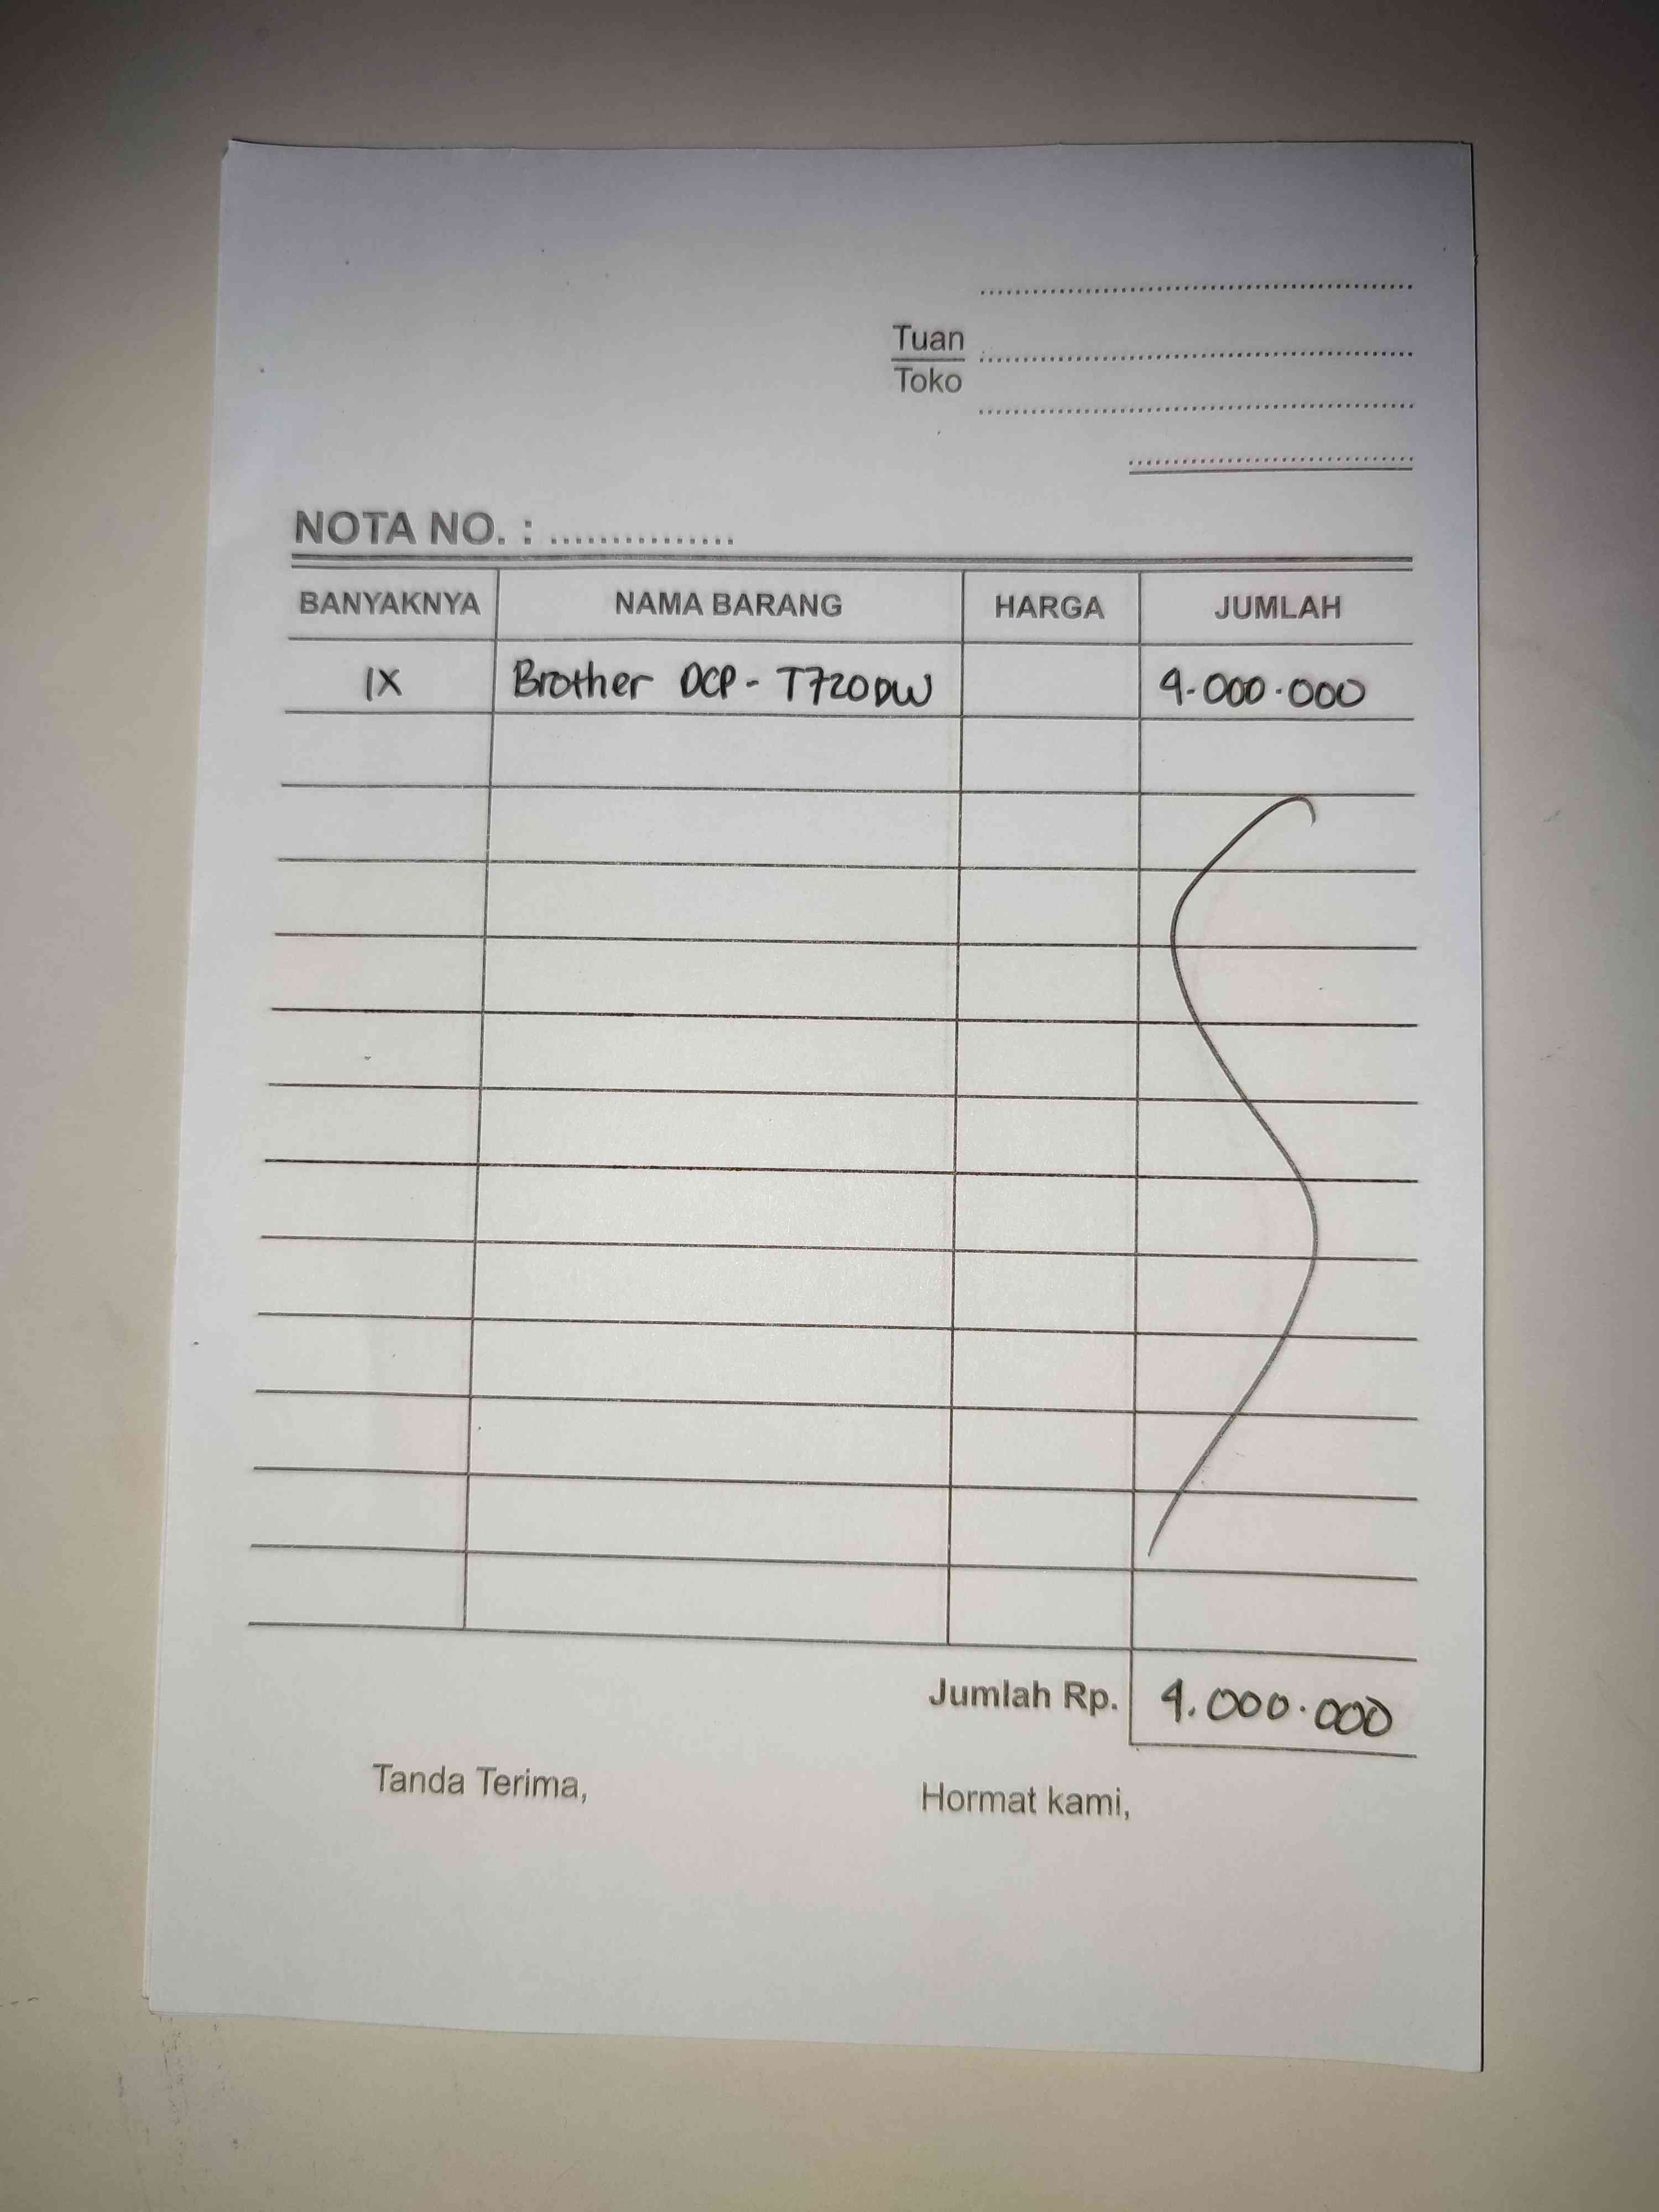 Tuan
Toko
NOTA NO. : ...............
BANYAKNYA NAMA BARANG HARGA JUMLAH
1X Brother DCP - T720DW 4.000.000
Jumlah Rp. 4.000.000
Tanda Terima, Hormat kami,